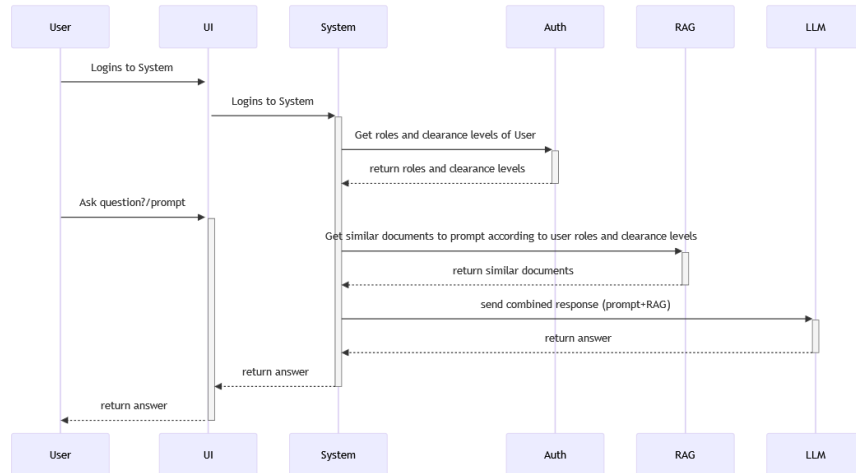 User
UI
System
Auth
RAG
LLM
Logins to System
Logins to System
Get roles and clearance levels of User
return roles and clearance levels
Ask question?/prompt
Get similar documents to prompt according to user roles and clearance levels
return similar documents
send combined response (prompt+RAG)
return answer
return answer
return answer
User
UI
System
Auth
RAG
LLM